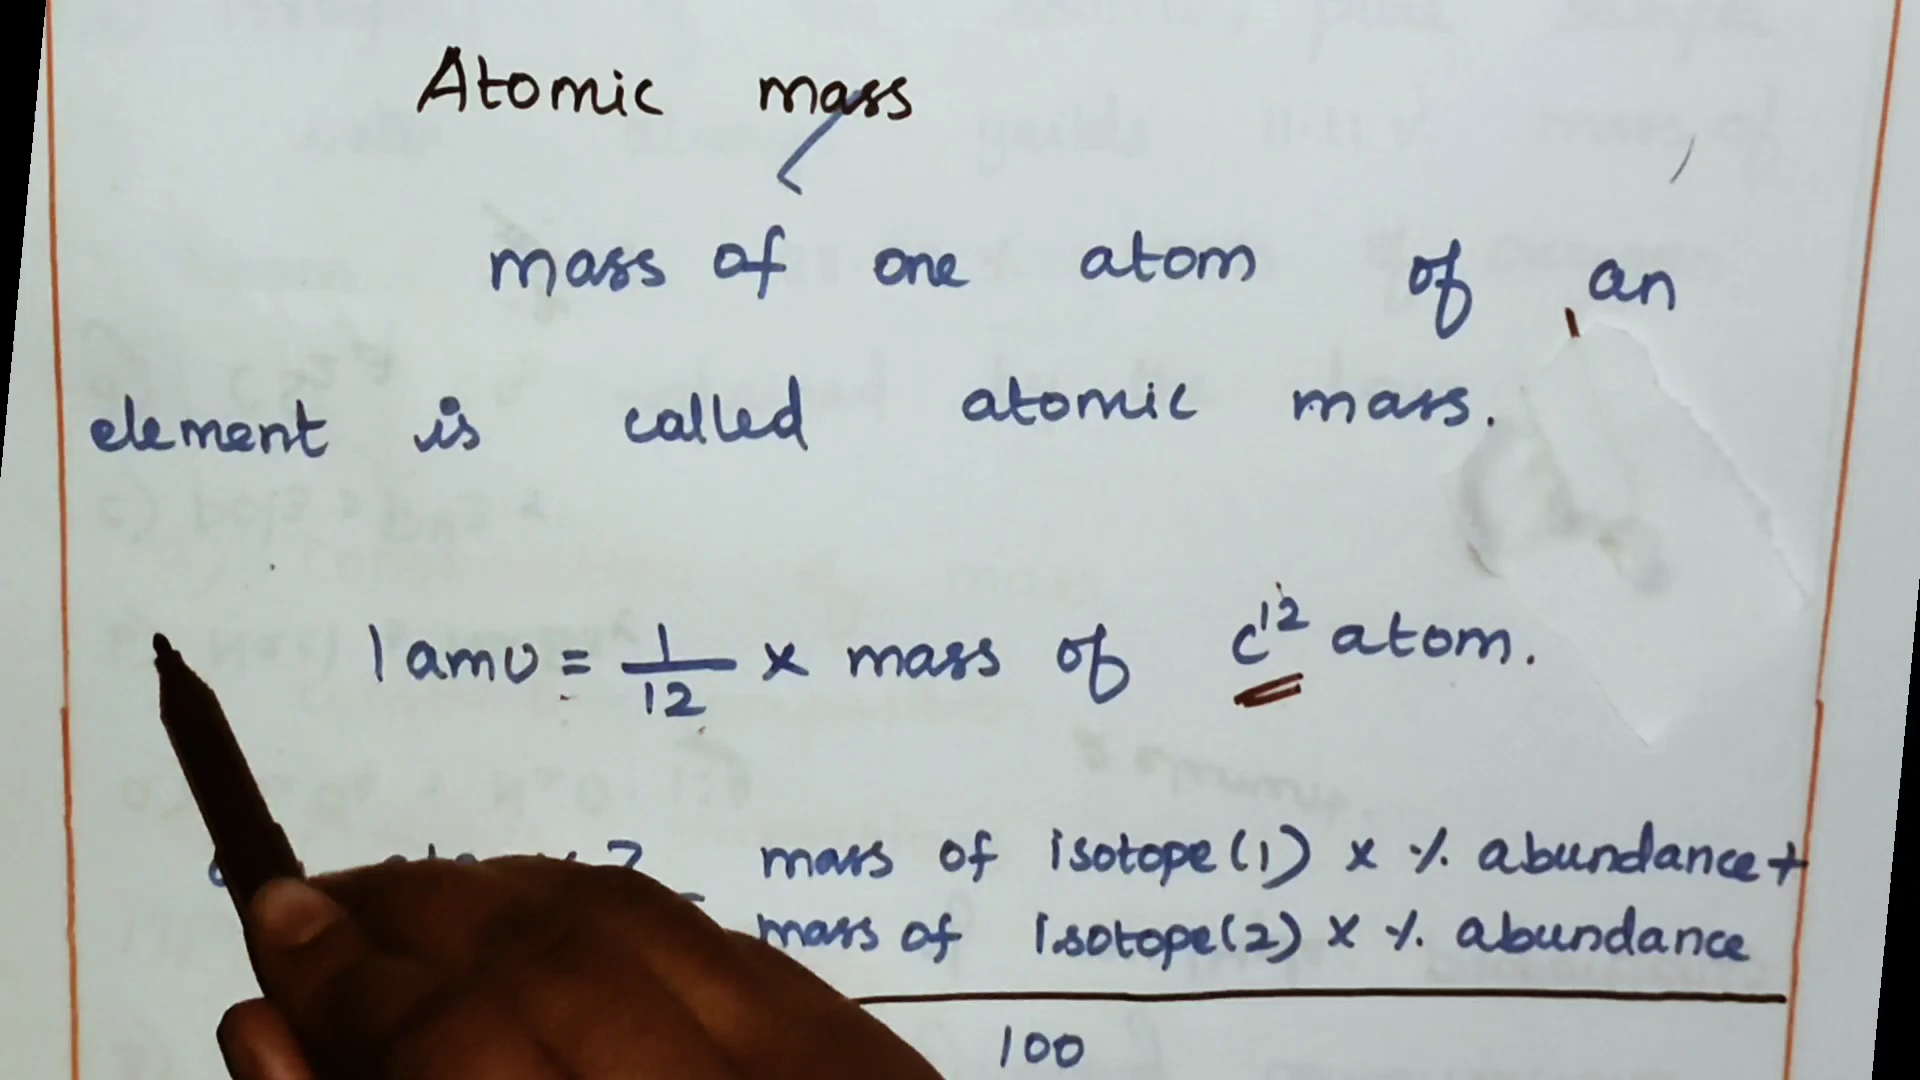 Atomic mass
mass of one atom of an
element is called atomic mass.
1 amu = 1/12 x mass of C¹² atom.
mass of isotope (1) x % abundance +
mass of isotope (2) x % abundance
100